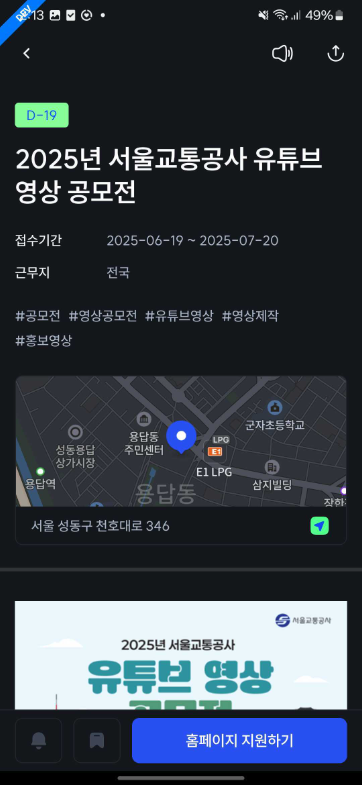 DEV
:13
49%
D-19
2025년 서울교통공사 유튜브
영상 공모전
접수기간 2025-06-19 ~ 2025-07-20
근무지 전국
#공모전 #영상공모전 #유튜브영상 #영상제작
#홍보영상
군자초등학교
용답동
주민센터
LPG
E1
성동용답
상가시장
E1 LPG
용답역
삼지빌딩
용답동
장한
서울 성동구 천호대로 346
서울교통공사
2025년 서울교통공사
유튜브 영상
공모전
홈페이지 지원하기